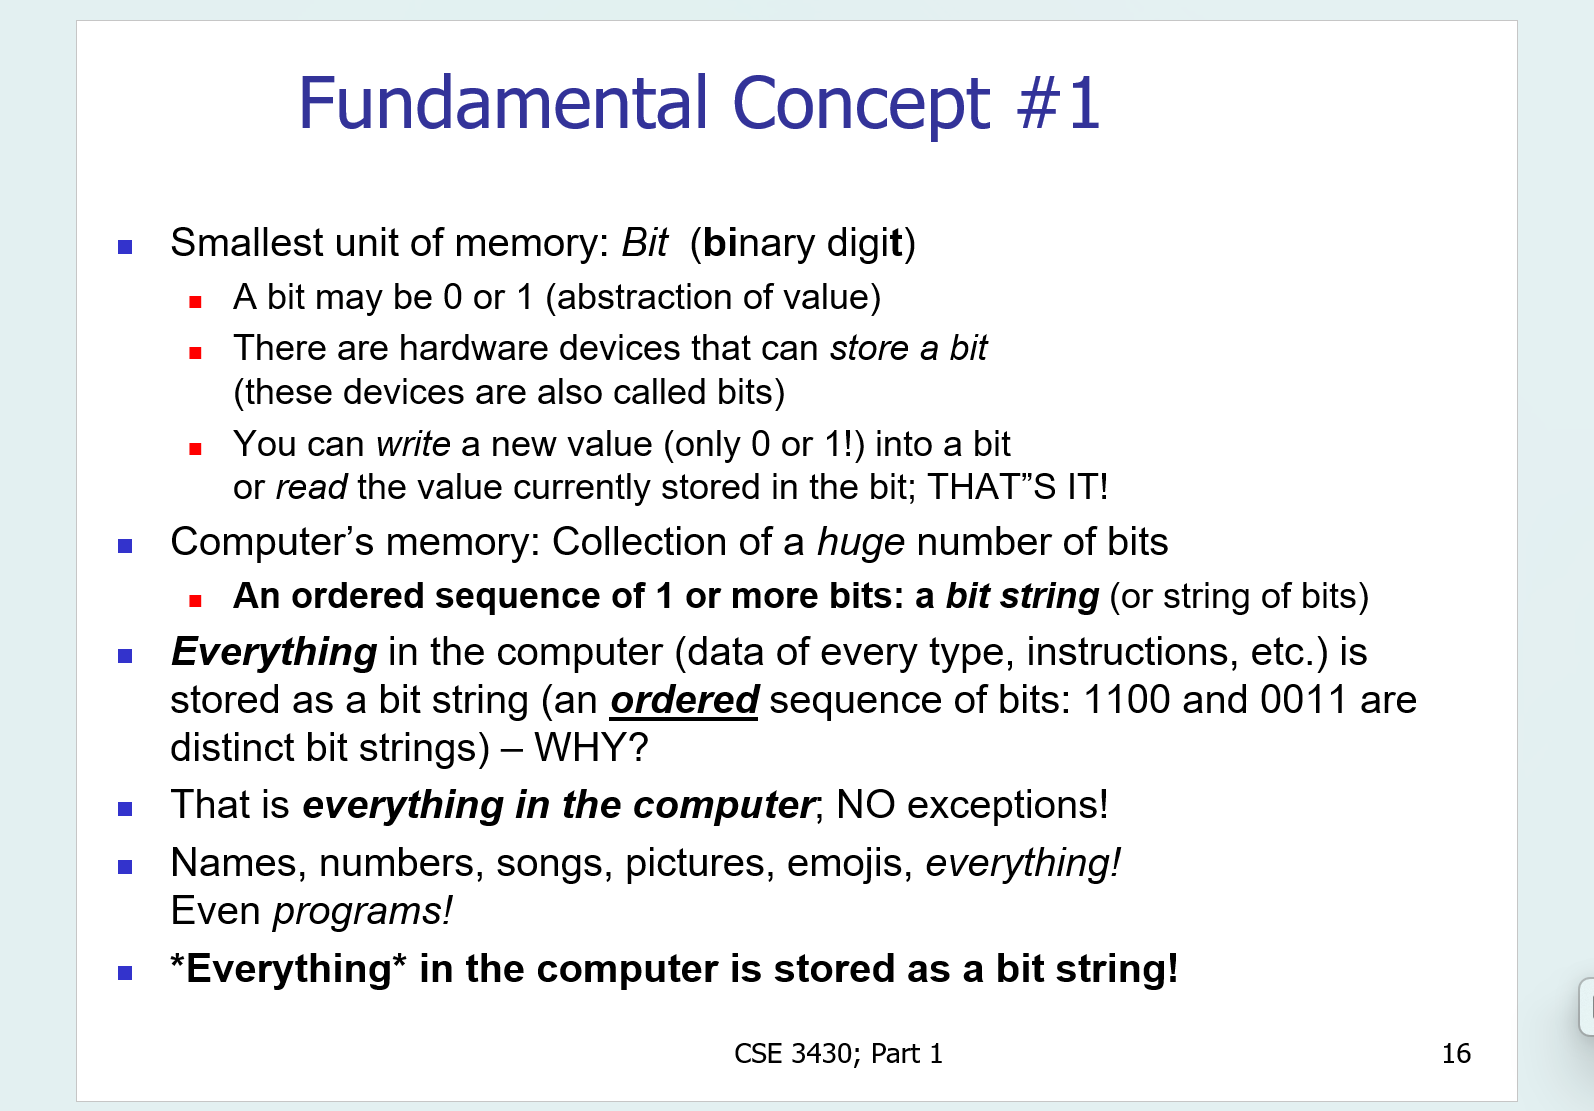 Fundamental Concept #1
Smallest unit of memory: Bit (binary digit)
A bit may be 0 or 1 (abstraction of value)
There are hardware devices that can store a bit
(these devices are also called bits)
You can write a new value (only 0 or 1!) into a bit
or read the value currently stored in the bit; THAT”S IT!
Computer’s memory: Collection of a huge number of bits
An ordered sequence of 1 or more bits: a bit string (or string of bits)
Everything in the computer (data of every type, instructions, etc.) is
stored as a bit string (an ordered sequence of bits: 1100 and 0011 are
distinct bit strings) – WHY?
That is everything in the computer; NO exceptions!
Names, numbers, songs, pictures, emojis, everything!
Even programs!
*Everything* in the computer is stored as a bit string!
CSE 3430; Part 1
16